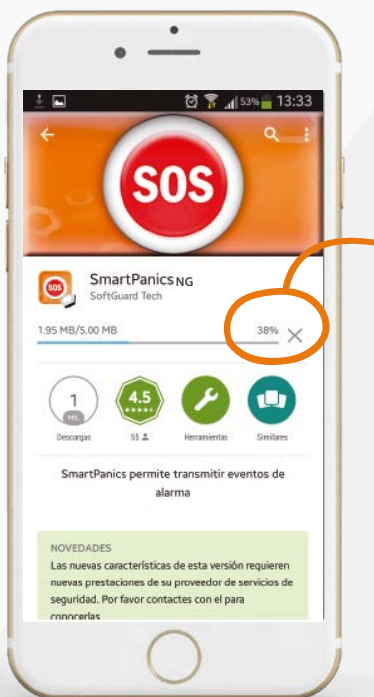 53% 13:33
SOS
SOS
SmartPanics NG
SoftGuard Tech
1.95 MB/5.00 MB 38%
1
MIL
4.5
Descargas 55 Herramientas Similares
SmartPanics permite transmitir eventos de
alarma
NOVEDADES
Las nuevas características de esta versión requieren
nuevas prestaciones de su proveedor de servicios de
seguridad. Por favor contactes con el para
conocerlas